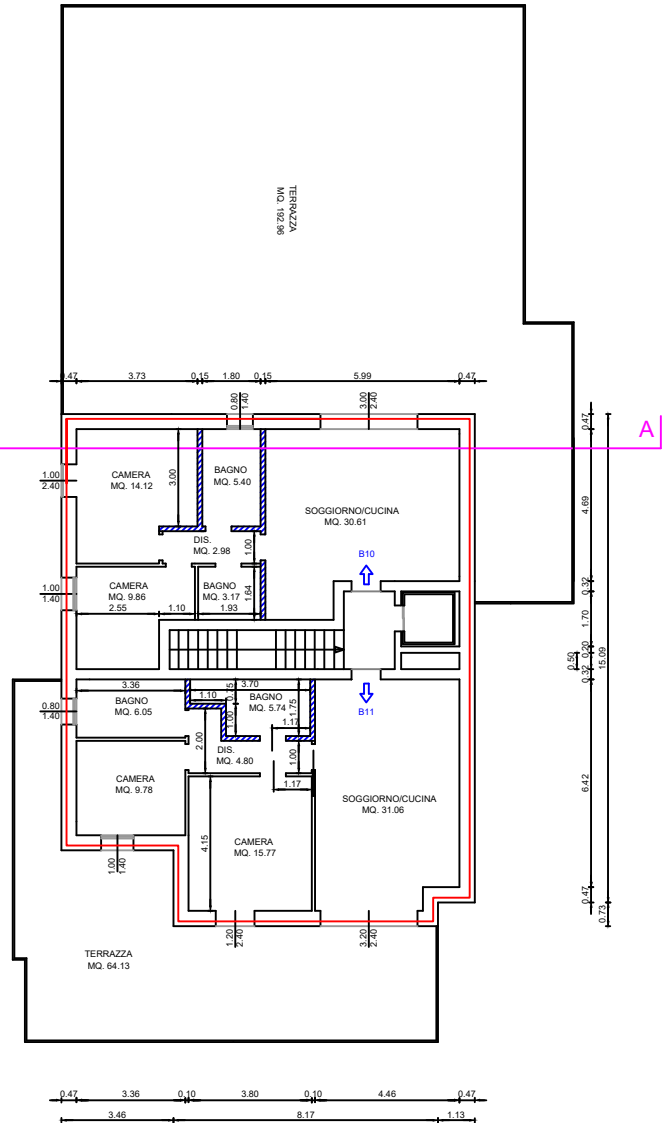 TERRAZZA
MQ. 192.96
0.47
3.73
0.15
1.80
0.15
5.99
0.47
0.80
1.40
3.00
2.40
0.47
A
1.00
2.40
CAMERA
MQ. 14.12
3.00
BAGNO
MQ. 5.40
SOGGIORNO/CUCINA
MQ. 30.61
4.69
DIS.
MQ. 2.98
1.00
B10
1.00
1.40
CAMERA
MQ. 9.86
2.55
1.10
BAGNO
MQ. 3.17
1.93
1.64
0.32
1.70
0.20
0.50
0.32
15.09
3.36
1.10
0.75
3.70
BAGNO
MQ. 5.74
1.75
B11
0.80
1.40
BAGNO
MQ. 6.05
1.00
1.17
2.00
DIS.
MQ. 4.80
1.00
1.17
CAMERA
MQ. 9.78
SOGGIORNO/CUCINA
MQ. 31.06
6.42
4.15
CAMERA
MQ. 15.77
1.00
1.40
0.47
0.73
1.20
2.40
3.20
2.40
TERRAZZA
MQ. 64.13
0.47
3.36
0.10
3.80
0.10
4.46
0.47
3.46
8.17
1.13